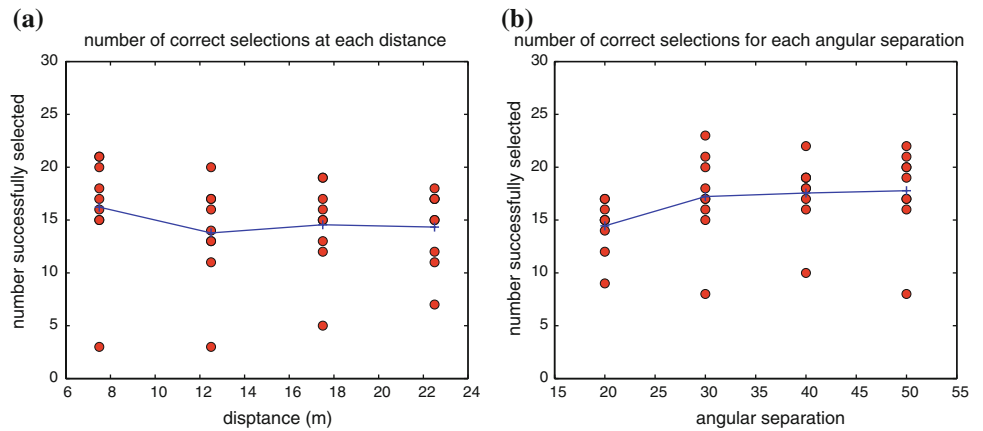 (a)
number of correct selections at each distance
number successfully selected
30
25
20
15
10
5
0
6 8 10 12 14 16 18 20 22 24
disptance (m)
(b)
number of correct selections for each angular separation
number successfully selected
30
25
20
15
10
5
0
15 20 25 30 35 40 45 50 55
angular separation